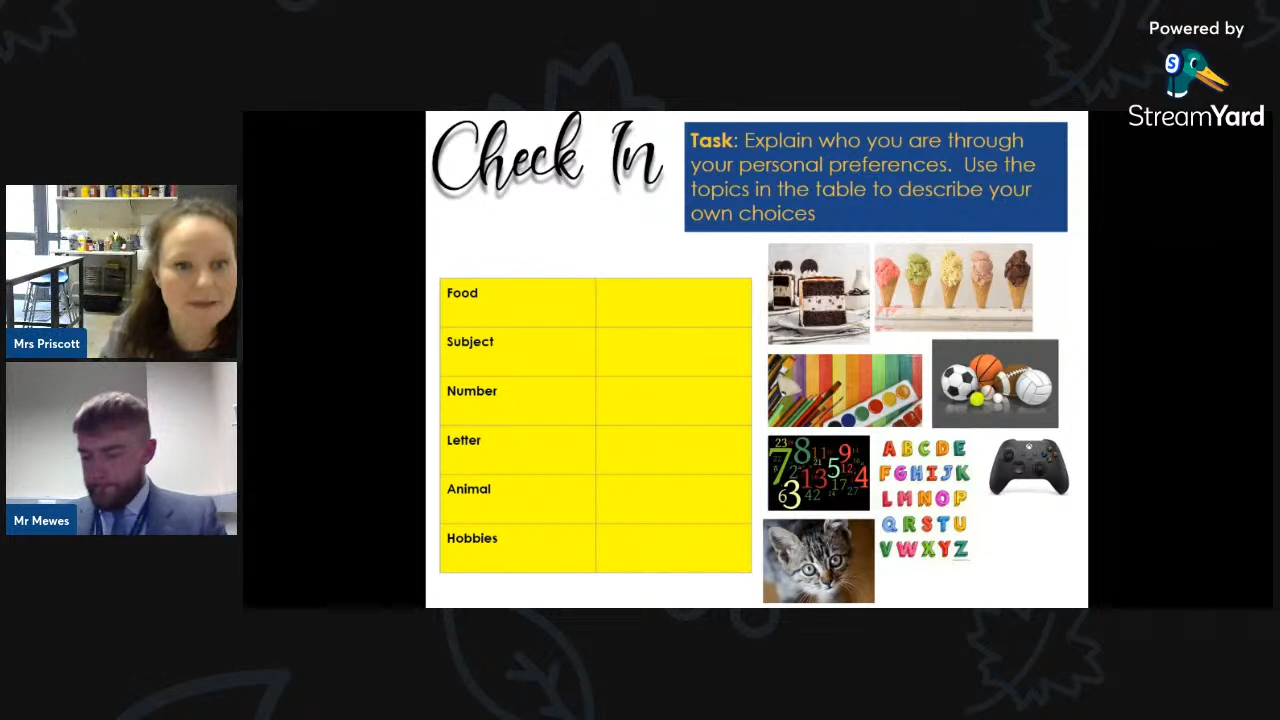 Powered by
StreamYard
Check In
Task: Explain who you are through
your personal preferences. Use the
topics in the table to describe your
own choices
Food
Subject
Number
Letter
Animal
Hobbies
Mrs Priscott
Mr Mewes
A B C D E
F G H I J K
L M N O P
Q R S T U
V W X Y Z